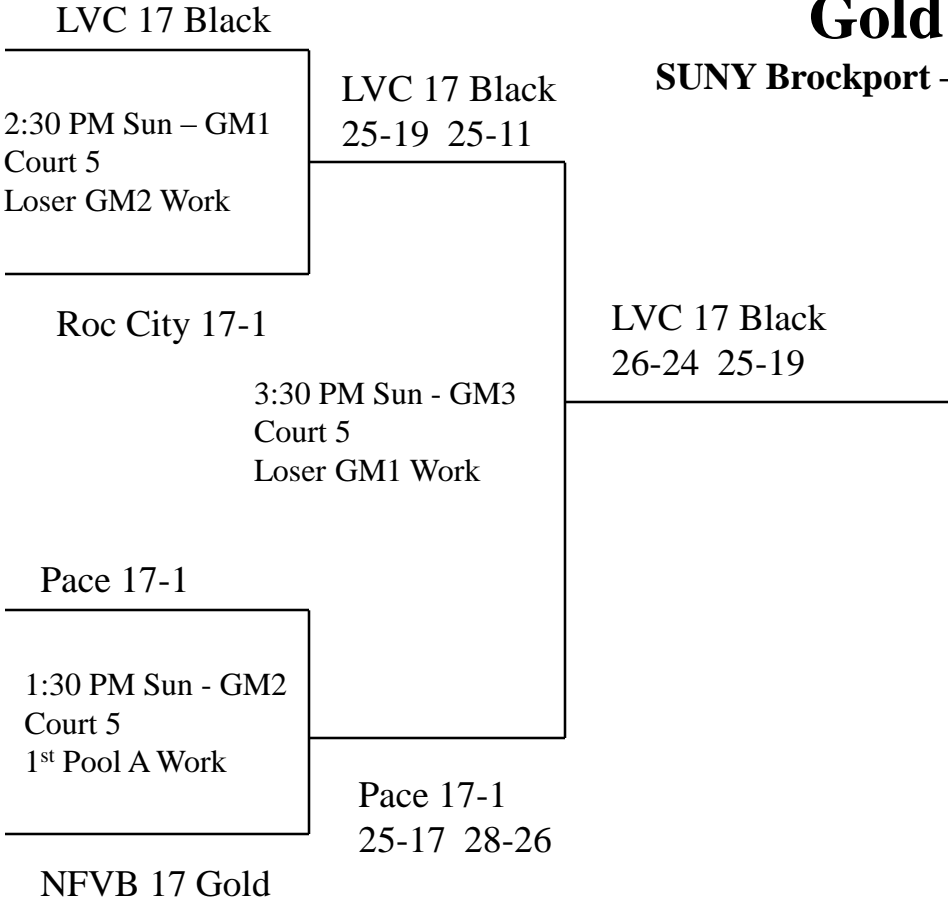 LVC 17 Black
Gold
SUNY Brockport -
2:30 PM Sun – GM1
Court 5
Loser GM2 Work
LVC 17 Black
25-19 25-11
Roc City 17-1
LVC 17 Black
26-24 25-19
3:30 PM Sun - GM3
Court 5
Loser GM1 Work
Pace 17-1
1:30 PM Sun - GM2
Court 5
1st Pool A Work
Pace 17-1
25-17 28-26
NFVB 17 Gold